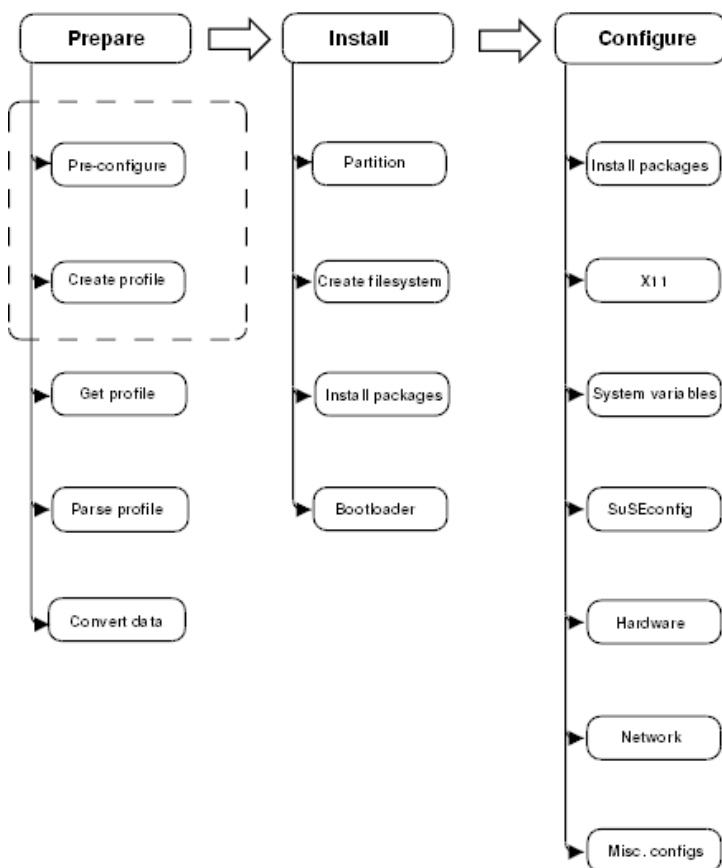 Prepare
Install
Configure
Pre-configure
Create profile
Get profile
Parse profile
Convert data
Partition
Create filesystem
Install packages
Bootloader
Install packages
X11
System variables
SuSEconfig
Hardware
Network
Misc. configs